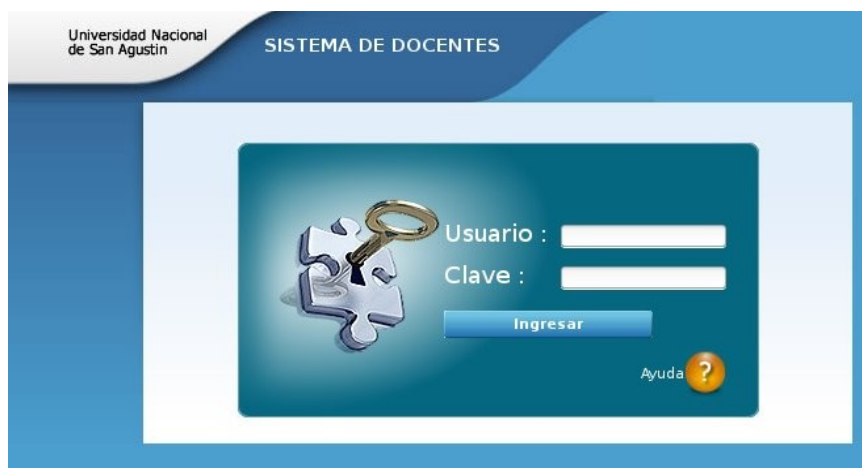 Universidad Nacional
de San Agustin
SISTEMA DE DOCENTES
Usuario :
Clave :
Ingresar
Ayuda ?